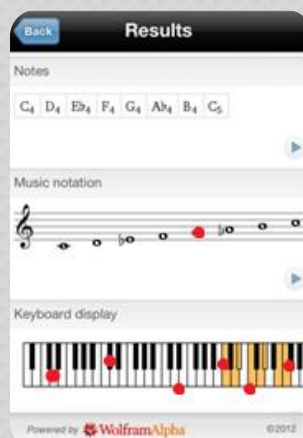 Back Results
Notes
C4 D4 E♭4 F4 G4 A♭4 B4 C5
Music notation
Keyboard display
Powered by WolframAlpha ©2012